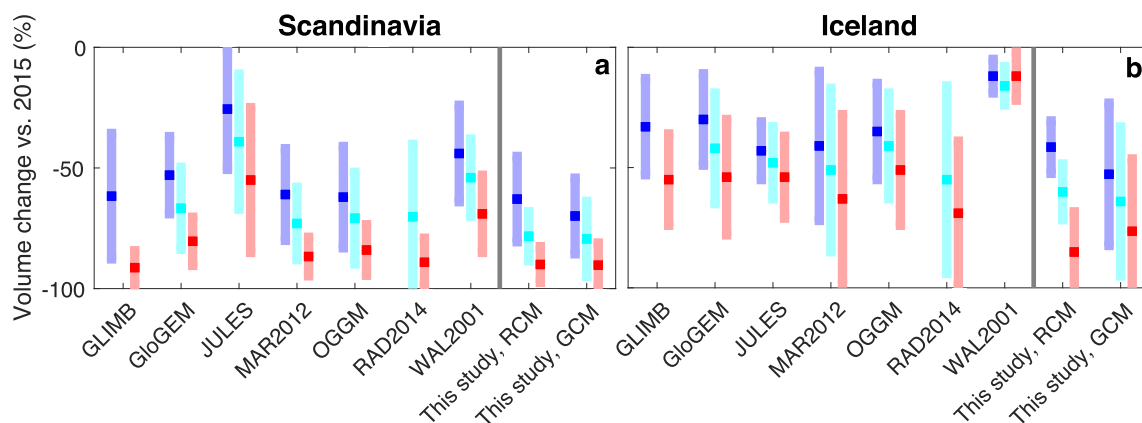 Scandinavia
Iceland
Volume change vs. 2015 (%)
0
-50
-100
a
b
GLIMB
GloGEM
JULES
MAR2012
OGGM
RAD2014
WAL2001
This study, RCM
This study, GCM
GLIMB
GloGEM
JULES
MAR2012
OGGM
RAD2014
WAL2001
This study, RCM
This study, GCM